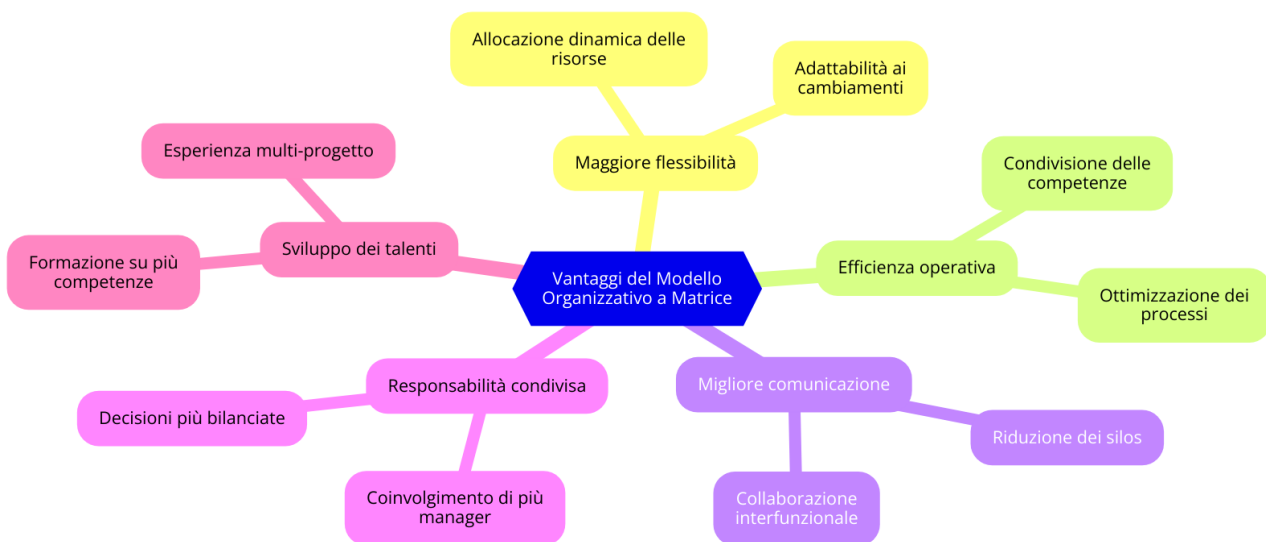 Vantaggi del Modello
Organizzativo a Matrice
Maggiore flessibilità
Allocazione dinamica delle
risorse
Adattabilità ai
cambiamenti
Efficienza operativa
Condivisione delle
competenze
Ottimizzazione dei
processi
Migliore comunicazione
Riduzione dei silos
Collaborazione
interfunzionale
Responsabilità condivisa
Decisioni più bilanciate
Coinvolgimento di più
manager
Sviluppo dei talenti
Esperienza multi-progetto
Formazione su più
competenze